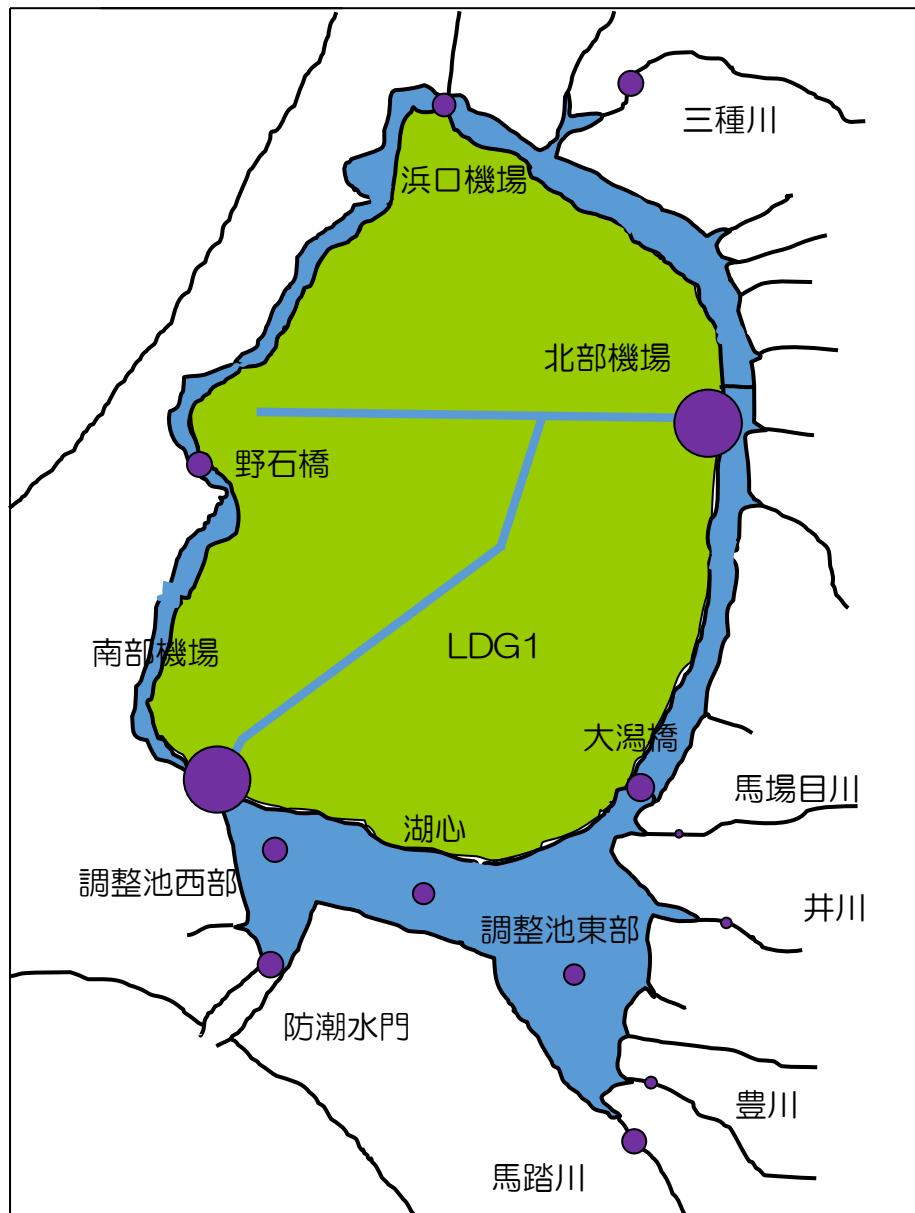 三種川
浜口機場
北部機場
野石橋
南部機場
LDG1
大潟橋
馬場目川
湖心
調整池西部
井川
調整池東部
防潮水門
豊川
馬踏川